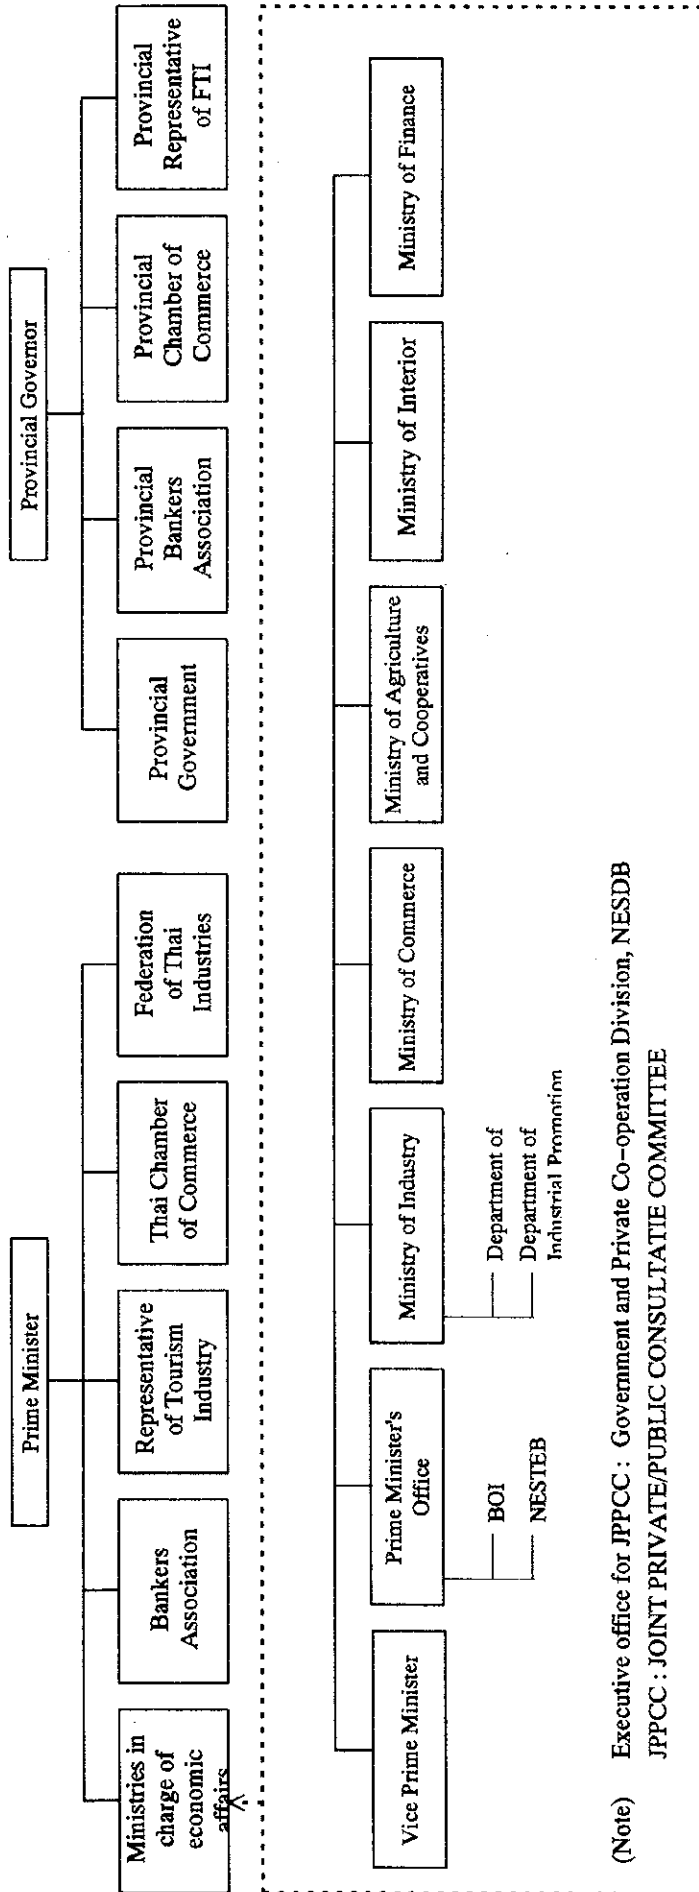 Prime Minister
Ministries in
charge of
economic
affairs
Bankers
Association
Representative
of Tourism
Industry
Thai Chamber
of Commerce
Federation
of Thai
Industries
Provincial Governor
Provincial
Government
Provincial
Bankers
Association
Provincial
Chamber of
Commerce
Provincial
Representative
of FTI
Vice Prime Minister
Prime Minister's
Office
BOI
NESTEB
Ministry of Industry
Department of
Department of
Industrial Promotion
Ministry of Commerce
Ministry of Agriculture
and Cooperatives
Ministry of Interior
Ministry of Finance
(Note) Executive office for JPPCC : Government and Private Co-operation Division, NESDB
JPPCC : JOINT PRIVATE/PUBLIC CONSULTATIE COMMITTEE